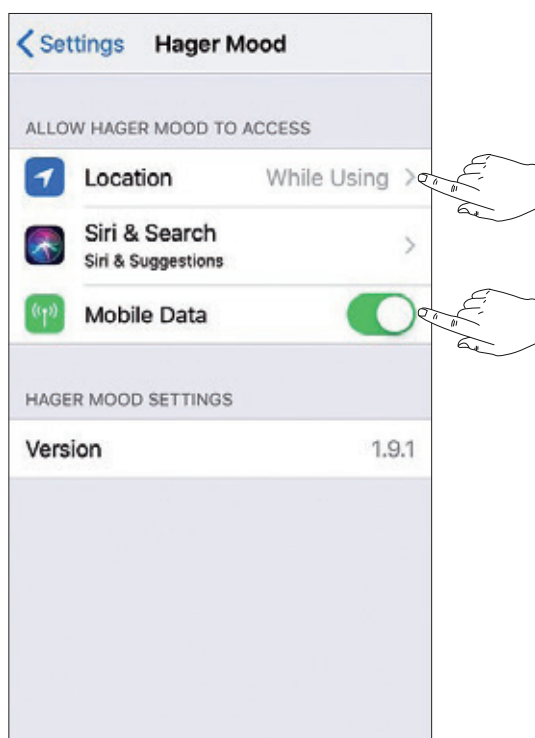 Settings Hager Mood
ALLOW HAGER MOOD TO ACCESS
Location While Using
Siri & Search
Siri & Suggestions
Mobile Data
HAGER MOOD SETTINGS
Version 1.9.1